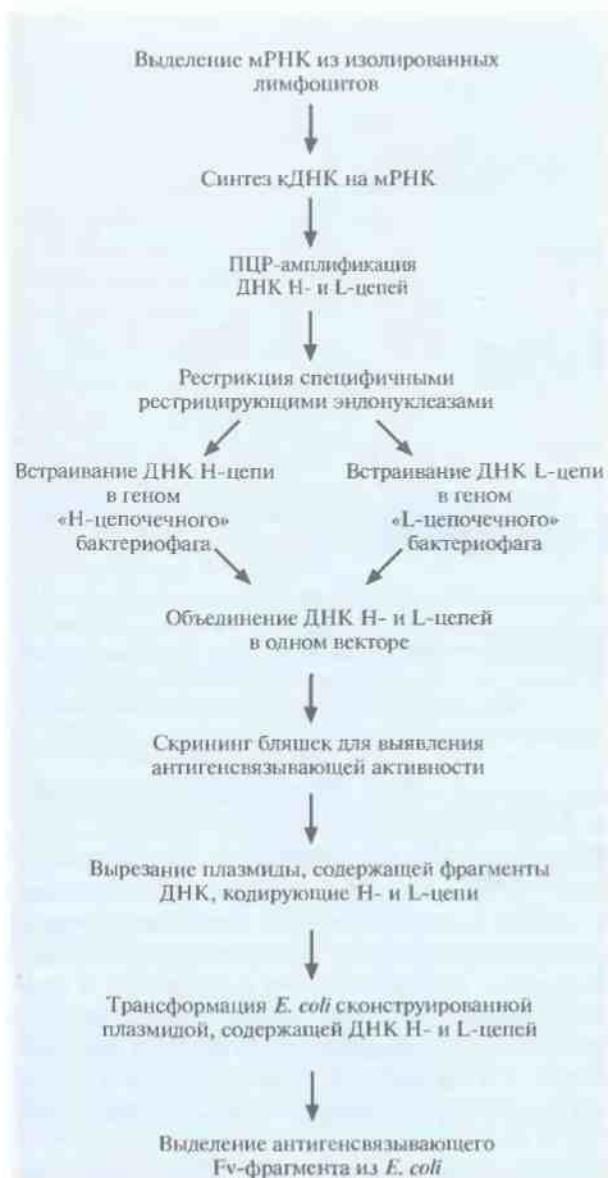 Выделение мРНК из изолированных
лимфоцитов
Синтез кДНК на мРНК
ПЦР-амплификация
ДНК H- и L-цепей
Рестрикция специфичными
рестрицирующими эндонуклеазами
Встраивание ДНК H-цепи
в геном
«H-цепочечного»
бактериофага
Встраивание ДНК L-цепи
в геном
«L-цепочечного»
бактериофага
Объединение ДНК H- и L-цепей
в одном векторе
Скрининг бляшек для выявления
антигенсвязывающей активности
Вырезание плазмиды, содержащей фрагменты
ДНК, кодирующие H- и L-цепи
Трансформация E. coli сконструированной
плазмидой, содержащей ДНК H- и L-цепей
Выделение антигенсвязывающего
Fv-фрагмента из E. coli